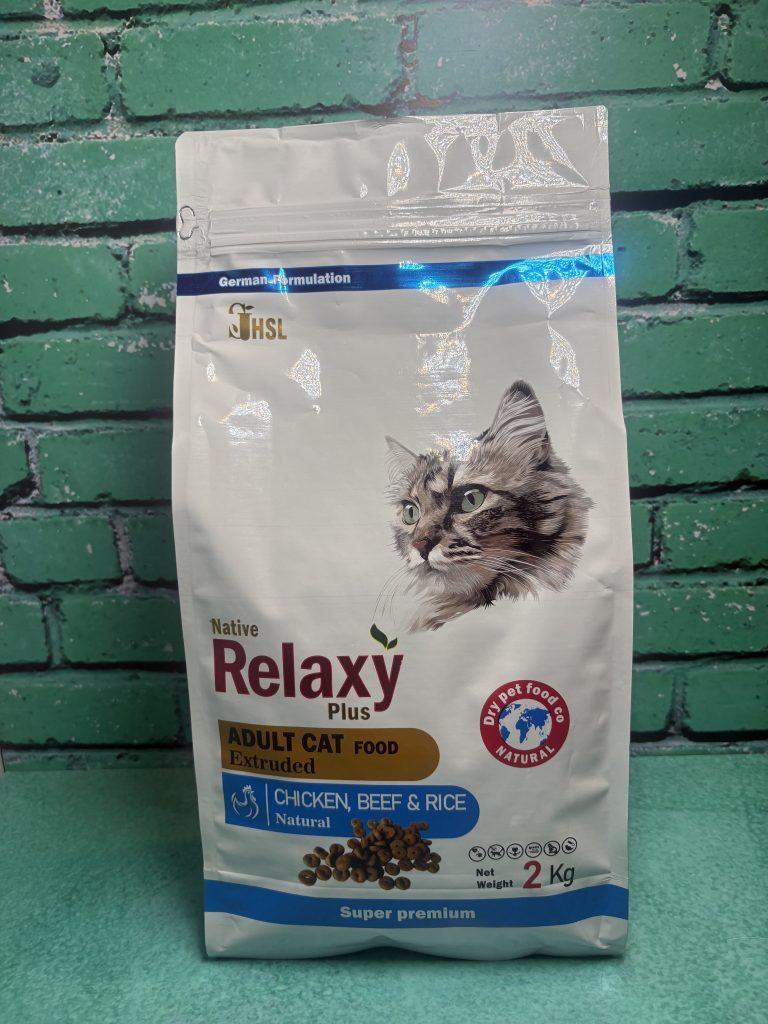 German Formulation
HSL
Native
Relaxy
Plus
ADULT CAT FOOD
Extruded
CHICKEN, BEEF & RICE
Natural
Dry pet food co
NATURAL
Net
Weight 2 Kg
Super premium